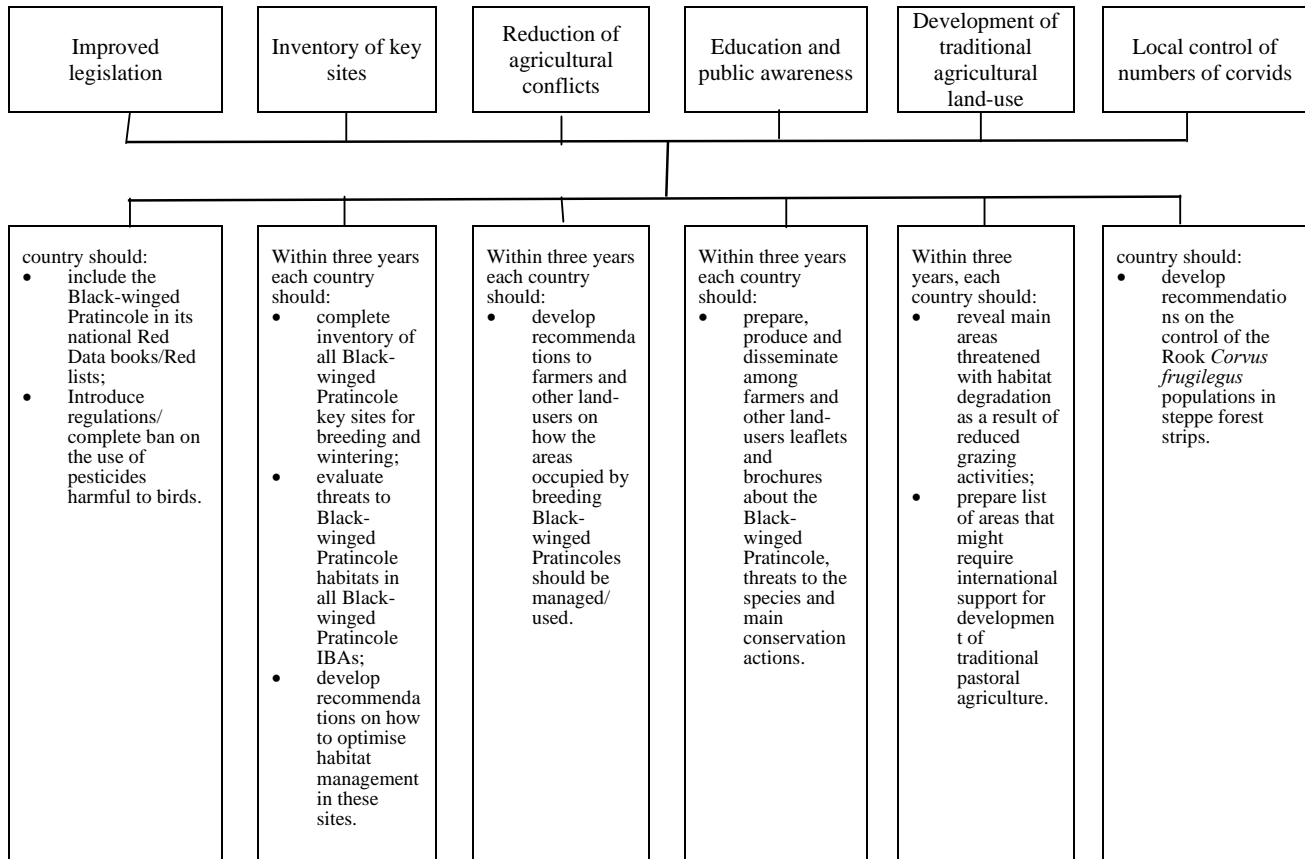 Improved
legislation
Inventory of key
sites
Reduction of
agricultural
conflicts
Education and
public awareness
Development of
traditional
agricultural
land-use
Local control of
numbers of corvids
country should:
• include the
Black-winged
Pratincole in its
national Red
Data books/Red
lists;
• Introduce
regulations/
complete ban on
the use of
pesticides
harmful to birds.
Within three years
each country
should:
• complete
inventory of
all Black-
winged
Pratincole
key sites for
breeding and
wintering;
• evaluate
threats to
Black-
winged
Pratincole
habitats in
all Black-
winged
Pratincole
IBAs;
• develop
recommenda
tions on how
to optimise
habitat
management
in these
sites.
Within three years
each country
should:
• develop
recommenda
tions to
farmers and
other land-
users on
how the
areas
occupied by
breeding
Black-
winged
Pratincoles
should be
managed/
used.
Within three years
each country
should:
• prepare,
produce and
disseminate
among
farmers and
other land-
users leaflets
and
brochures
about the
Black-
winged
Pratincole,
threats to the
species and
main
conservation
actions.
Within three
years, each
country should:
• reveal main
areas
threatened
with habitat
degradation
as a result of
reduced
grazing
activities;
• prepare list
of areas that
might
require
international
support for
developmen
t of
traditional
pastoral
agriculture.
country should:
• develop
recommendatio
ns on the
control of the
Rook Corvus
frugilegus
populations in
steppe forest
strips.